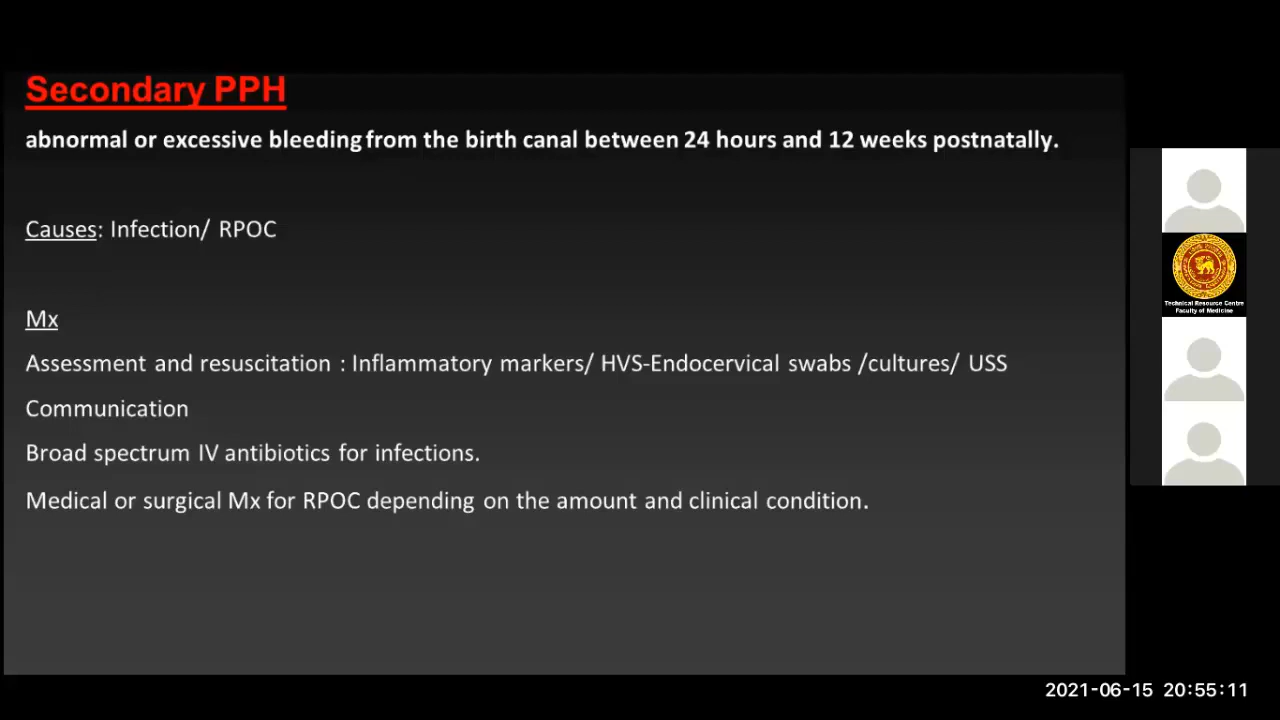 Secondary PPH
abnormal or excessive bleeding from the birth canal between 24 hours and 12 weeks postnatally.
Causes: Infection/ RPOC
Mx
Assessment and resuscitation : Inflammatory markers/ HVS-Endocervical swabs /cultures/ USS
Communication
Broad spectrum IV antibiotics for infections.
Medical or surgical Mx for RPOC depending on the amount and clinical condition.
Technical Resource Centre
Faculty of Medicine
2021-06-15 20:55:11